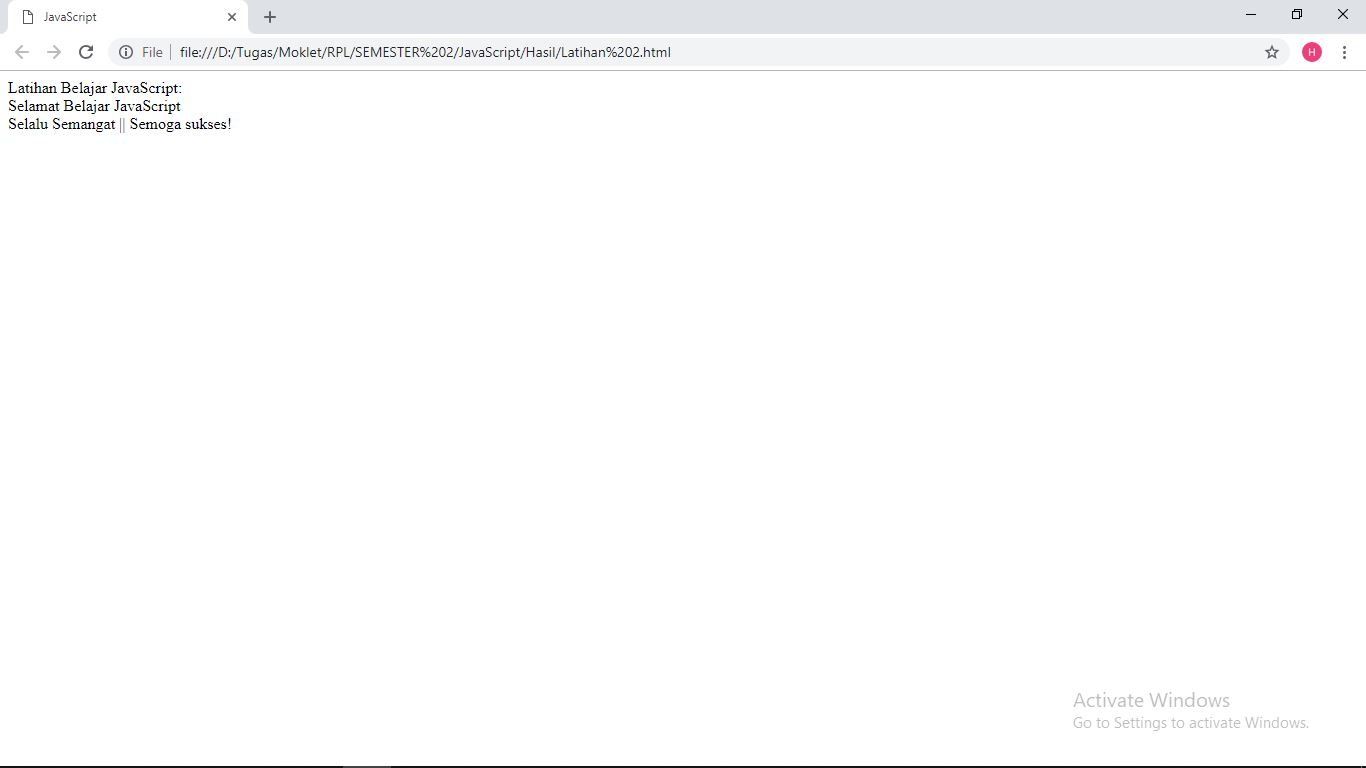 JavaScript
File
file:///D:/Tugas/Moklet/RPL/SEMESTER%202/JavaScript/Hasil/Latihan%202.html
H
Latihan Belajar JavaScript:
Selamat Belajar JavaScript
Selalu Semangat || Semoga sukses!
Activate Windows
Go to Settings to activate Windows.